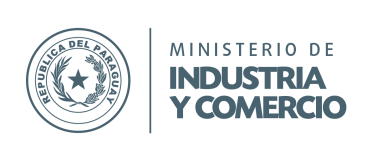 REPUBLICA DEL PARAGUAY
MINISTERIO DE
INDUSTRIA
Y COMERCIO